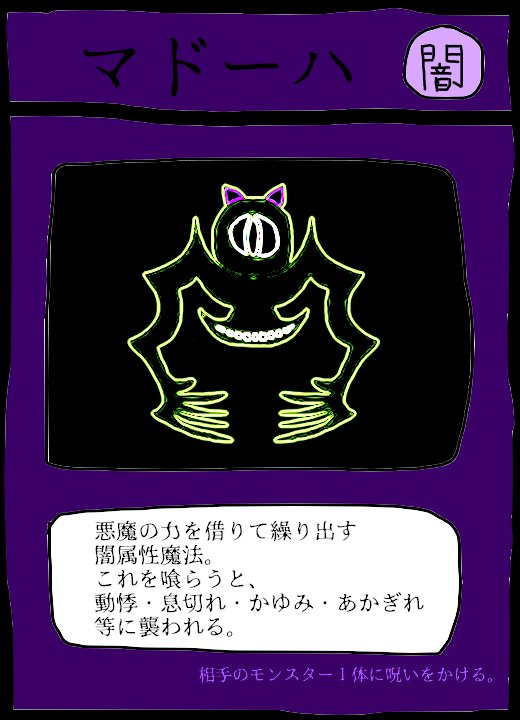 マドーハ
闇
悪魔の力を借りて繰り出す
闇属性魔法。
これを喰らうと、
動悸・息切れ・かゆみ・あかぎれ
等に襲われる。
相手のモンスター１体に呪いをかける。